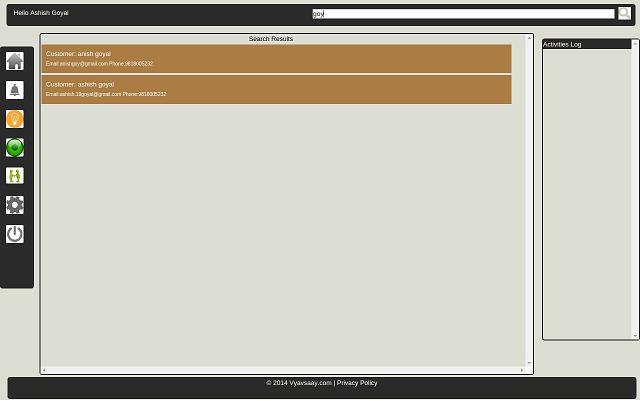 Hello Ashish Goyal
goy
Search Results
Customer: anish goyal
Email:anishgoy@gmail.com Phone:9818005232
Customer: ashish goyal
Email:ashish.19goyal@gmail.com Phone:9818005232
Activities Log
© 2014 Vyavsaay.com | Privacy Policy